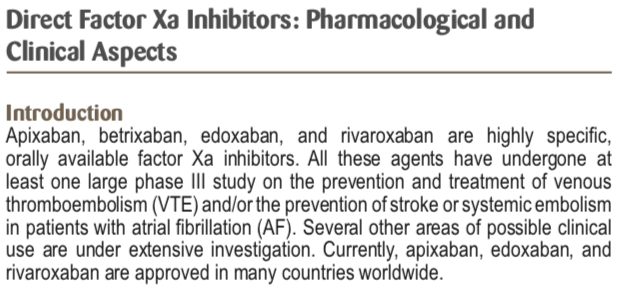 Direct Factor Xa Inhibitors: Pharmacological and
Clinical Aspects
Introduction
Apixaban, betrixaban, edoxaban, and rivaroxaban are highly specific,
orally available factor Xa inhibitors. All these agents have undergone at
least one large phase III study on the prevention and treatment of venous
thromboembolism (VTE) and/or the prevention of stroke or systemic embolism
in patients with atrial fibrillation (AF). Several other areas of possible clinical
use are under extensive investigation. Currently, apixaban, edoxaban, and
rivaroxaban are approved in many countries worldwide.